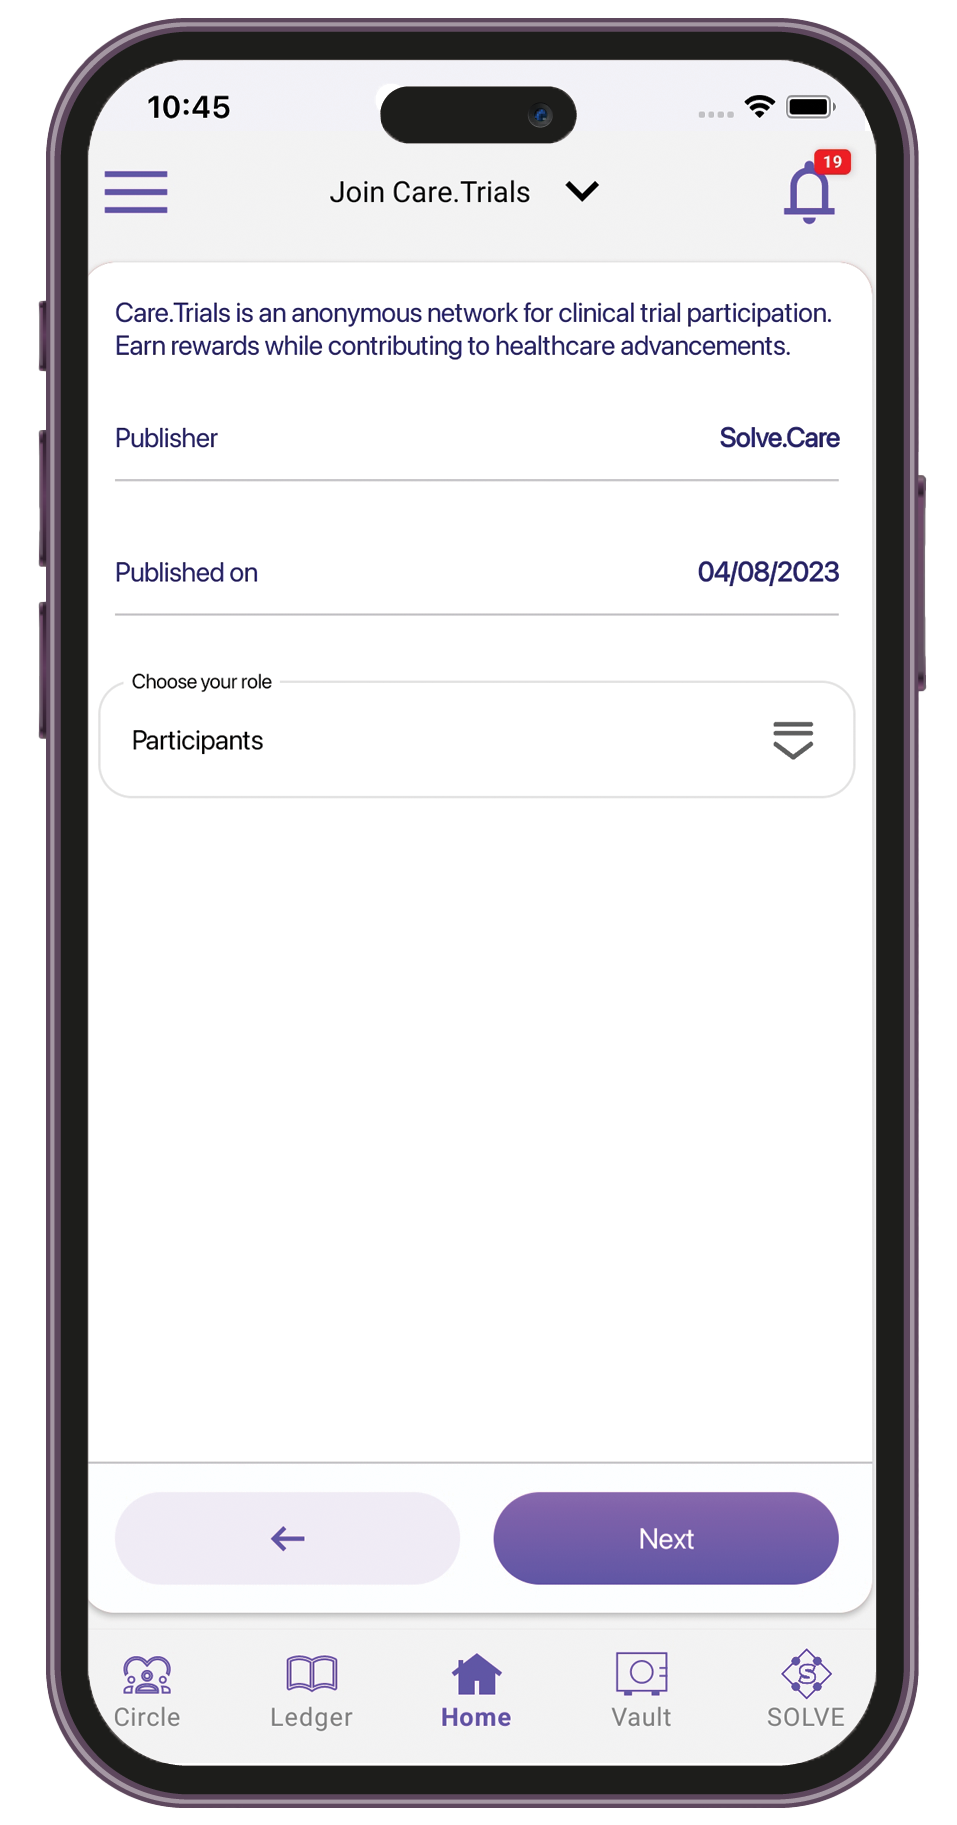 10:45
Join Care.Trials
19
Care.Trials is an anonymous network for clinical trial participation.
Earn rewards while contributing to healthcare advancements.
Publisher Solve.Care
Published on 04/08/2023
Choose your role
Participants
Next
Circle Ledger Home Vault SOLVE